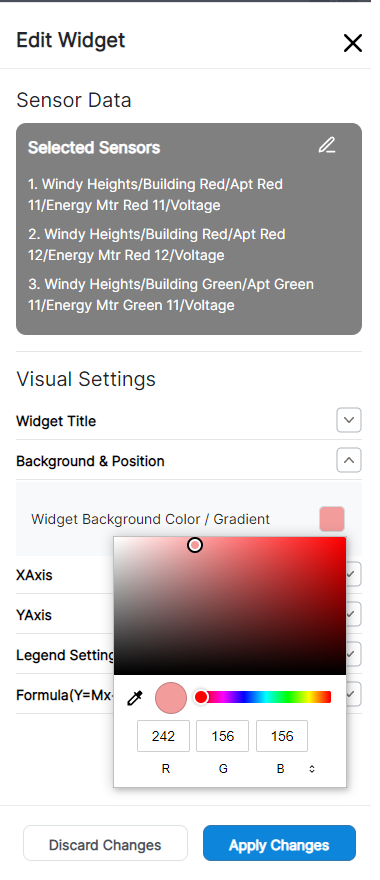 Edit Widget
Sensor Data
Selected Sensors
1. Windy Heights/Building Red/Apt Red
11/Energy Mtr Red 11/Voltage
2. Windy Heights/Building Red/Apt Red
12/Energy Mtr Red 12/Voltage
3. Windy Heights/Building Green/Apt Green
11/Energy Mtr Green 11/Voltage
Visual Settings
Widget Title
Background & Position
Widget Background Color / Gradient
XAxis
YAxis
Legend Setting
Formula(Y=Mx
242 156 156
R G B
Discard Changes Apply Changes